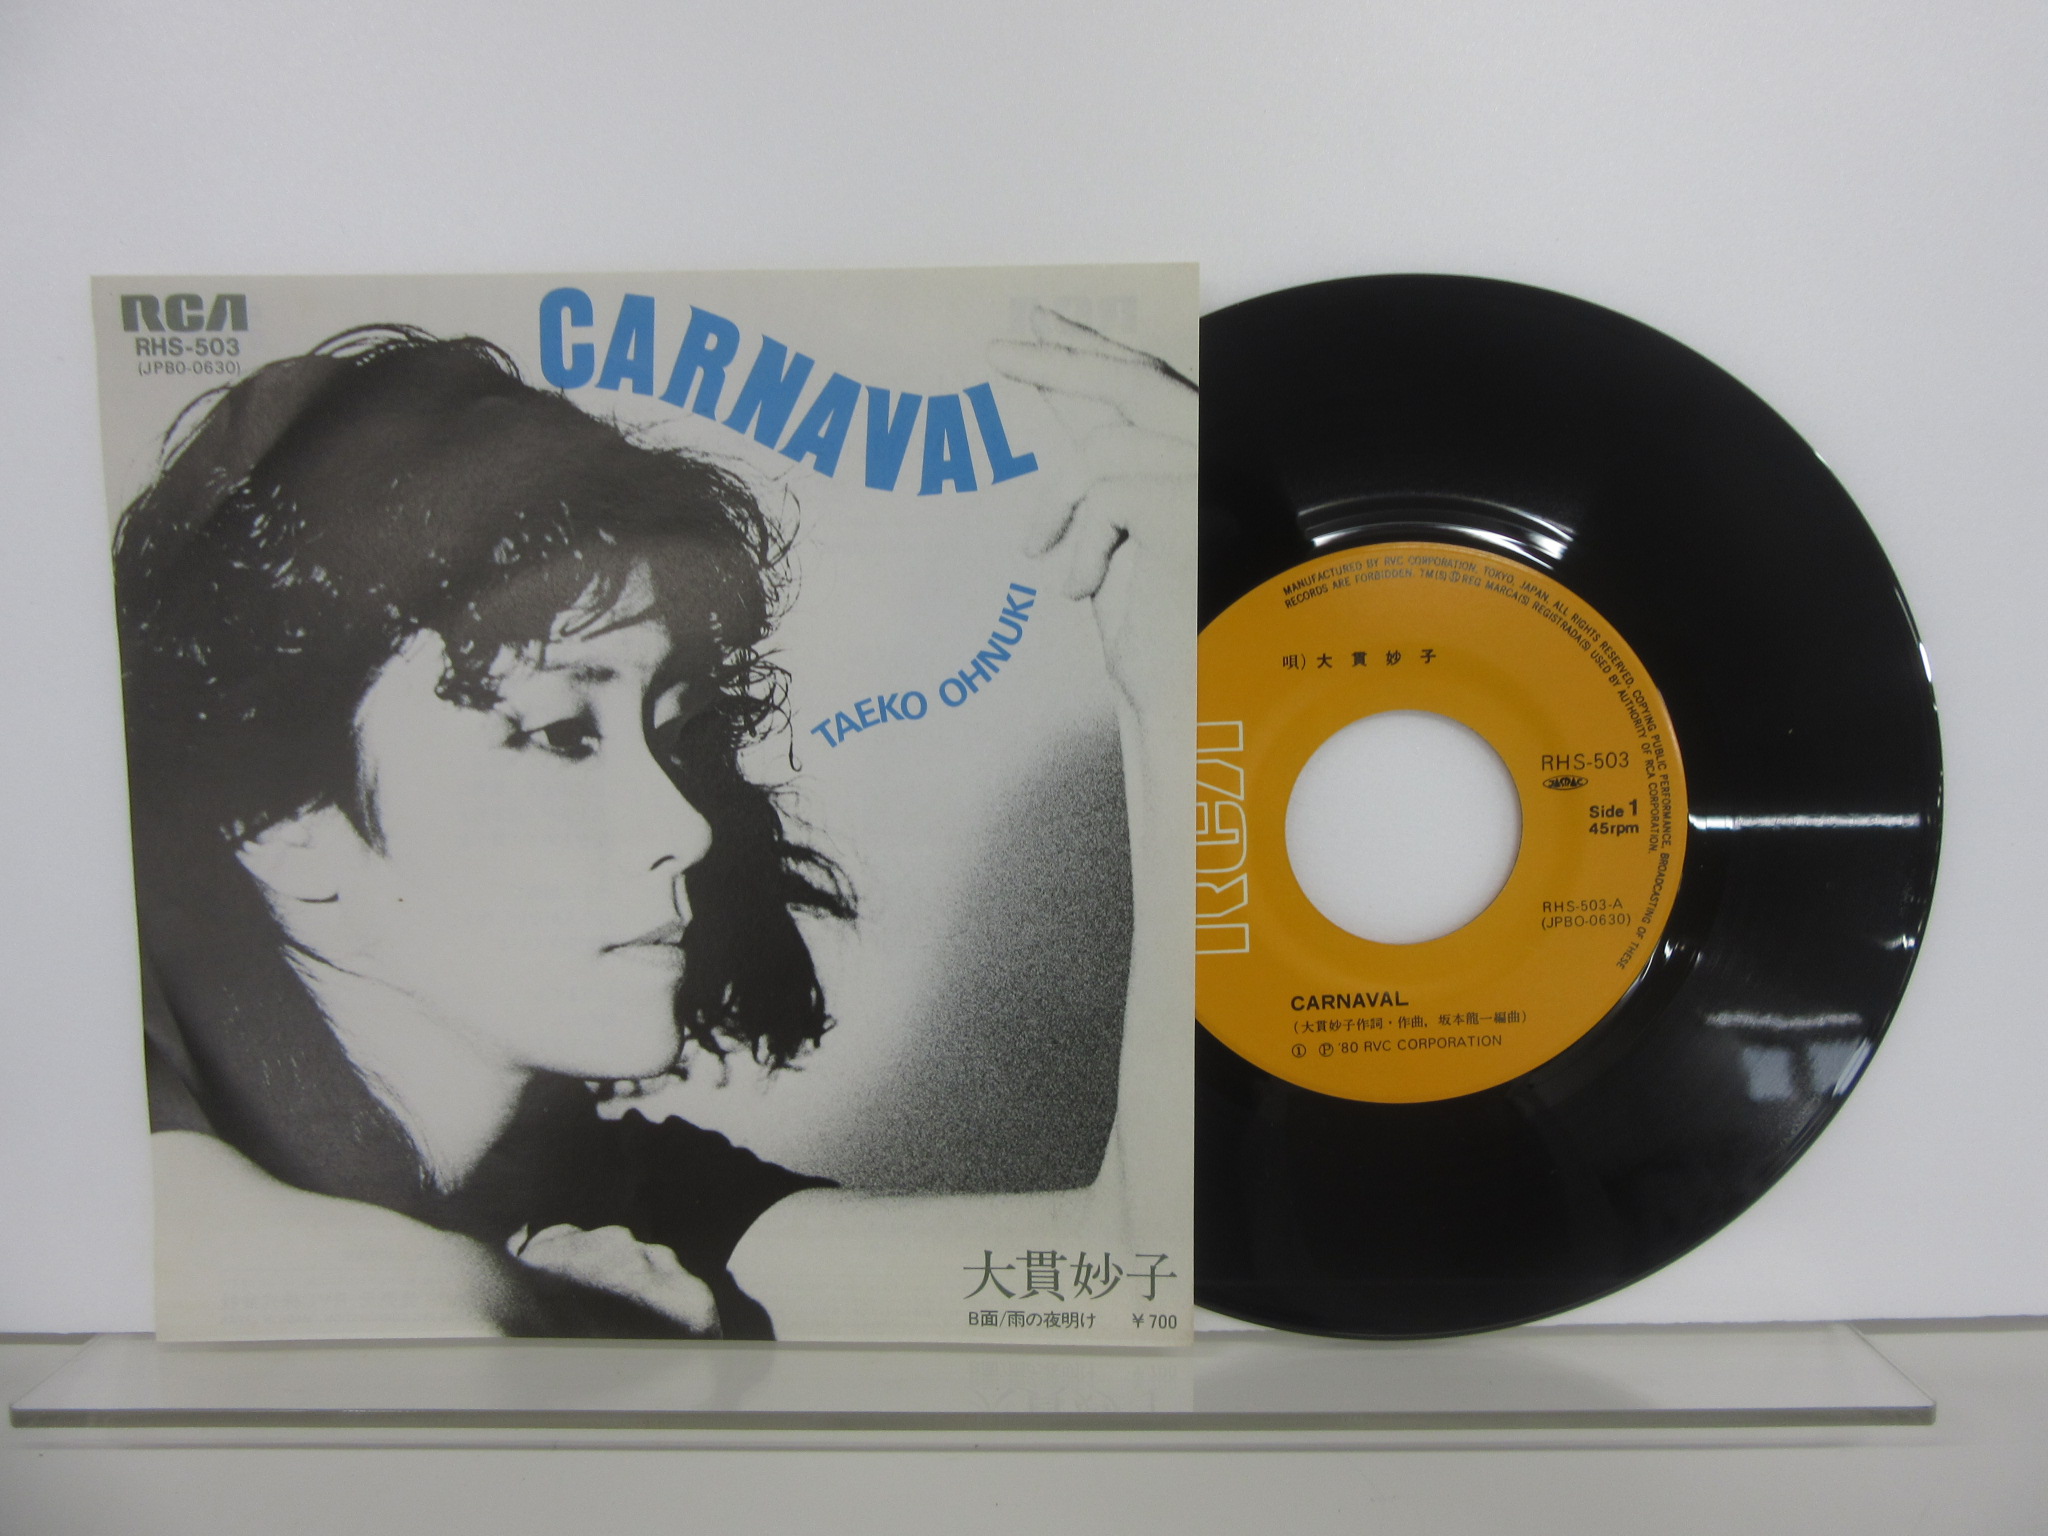 RCA
RHS-503
(JPBO-0630)
CARNAVAL
TAEKO OHNUKI
大貫妙子
B面/雨の夜明け ￥700
MANUFACTURED BY RVC CORPORATION, TOKYO, JAPAN. ALL RIGHTS RESERVED. COPYING PUBLIC PERFORMANCE, BROADCASTING OF THESE
RECORDS ARE FORBIDDEN. TM(S) ® REG MARCA(S) REGISTRADA(S) USED BY AUTHORITY OF RCA CORPORATION.
唄) 大貫妙子
RCA
RHS-503
JASRAC
Side 1
45rpm
RHS-503-A
(JPBO-0630)
CARNAVAL
(大貫妙子作詞・作曲, 坂本龍一編曲)
① Ⓟ '80 RVC CORPORATION